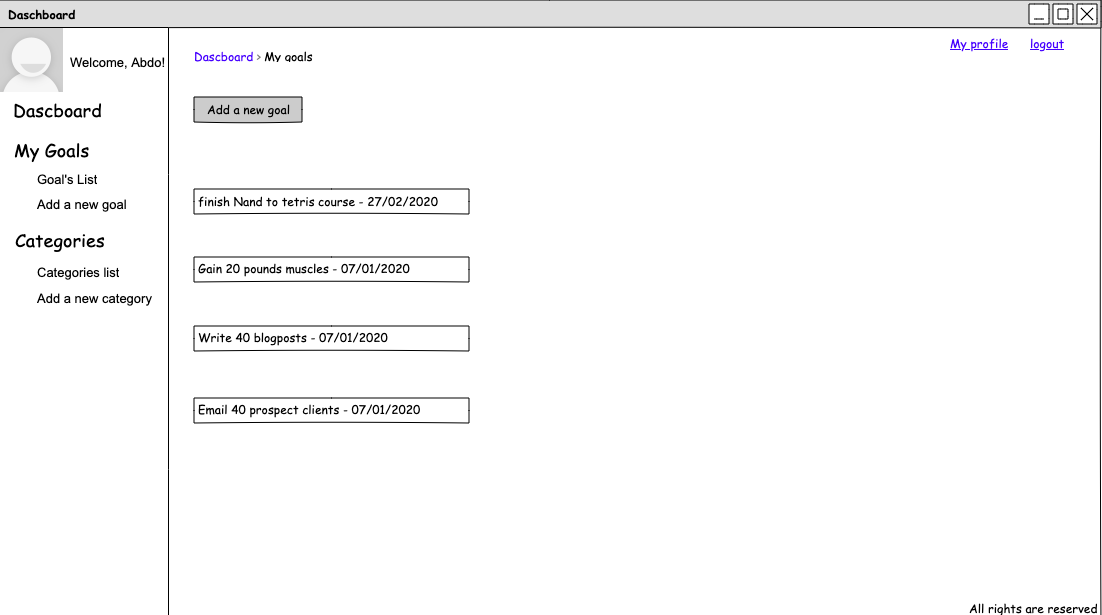 Daschboard
Welcome, Abdo!
Dascboard
My Goals
Goal's List
Add a new goal
Categories
Categories list
Add a new category
Dascboard > My goals
My profile
logout
Add a new goal
finish Nand to tetris course - 27/02/2020
Gain 20 pounds muscles - 07/01/2020
Write 40 blogposts - 07/01/2020
Email 40 prospect clients - 07/01/2020
All rights are reserved